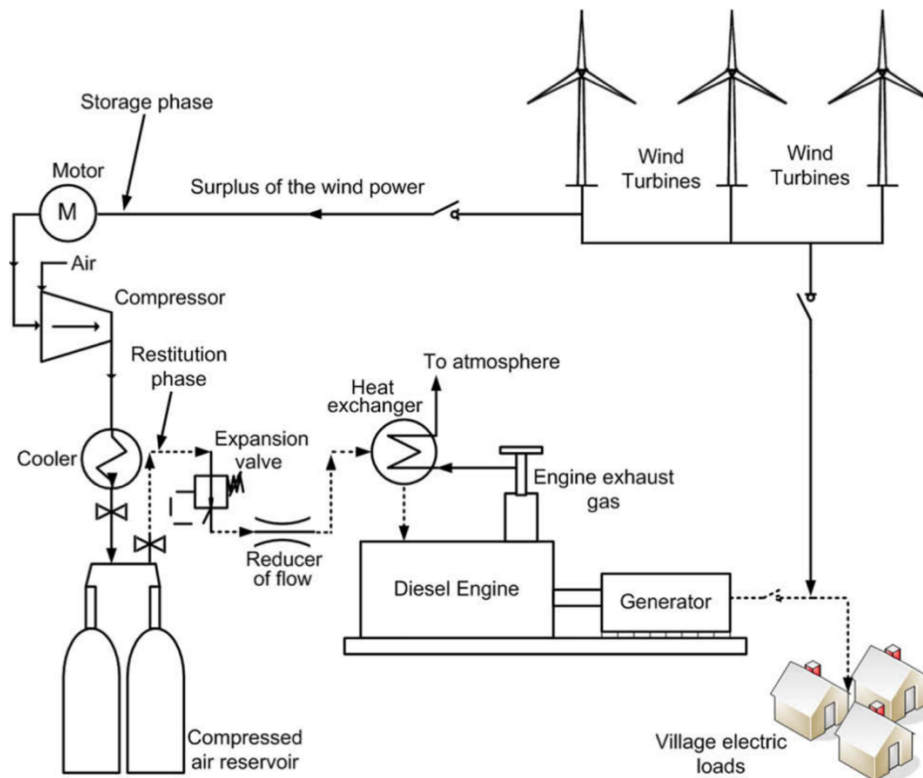 Storage phase
Motor
M
Surplus of the wind power
Wind
Turbines
Wind
Turbines
Air
Compressor
Restitution
phase
To atmosphere
Heat
exchanger
Cooler
Expansion
valve
Engine exhaust
gas
Reducer
of flow
Diesel Engine
Generator
Compressed
air reservoir
Village electric
loads